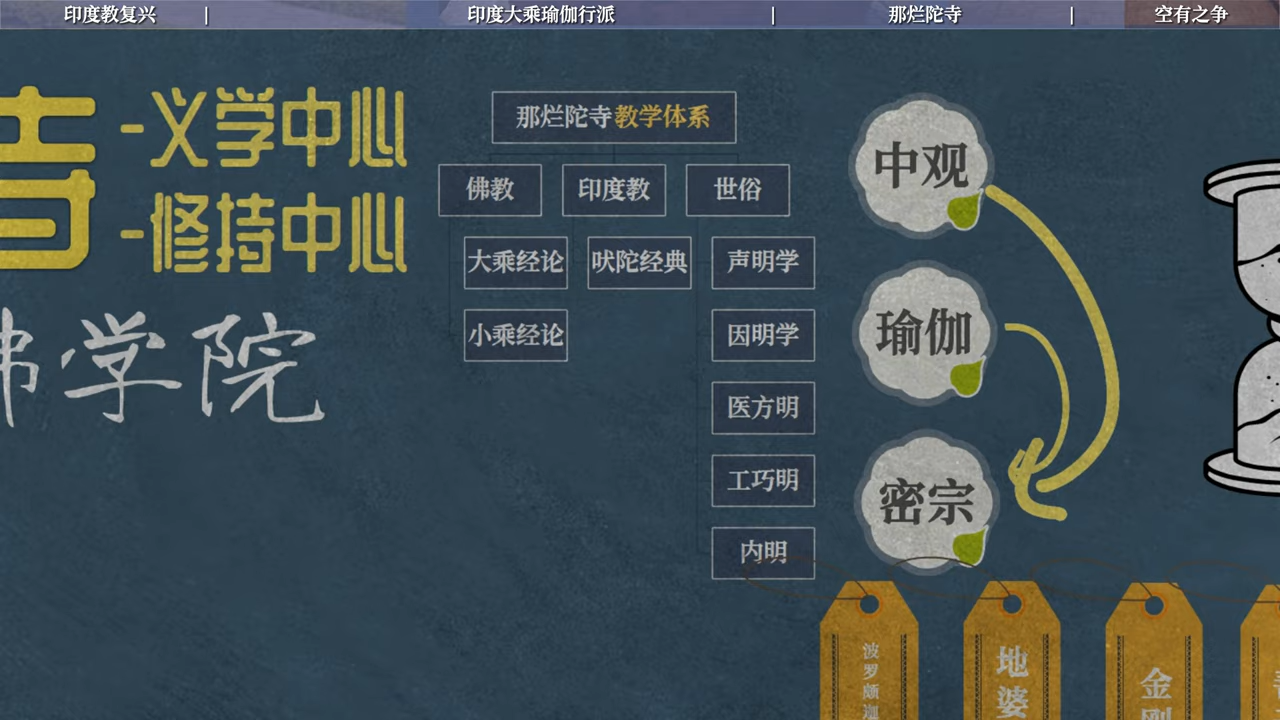 印度教复兴 | 印度大乘瑜伽行派 | 那烂陀寺 | 空有之争
寺
-义学中心
-修持中心
佛学院
那烂陀寺教学体系
佛教 印度教 世俗
大乘经论 吠陀经典 声明学
小乘经论 因明学
医方明
工巧明
内明
中观
瑜伽
密宗
波罗颇迦
地婆
金刚